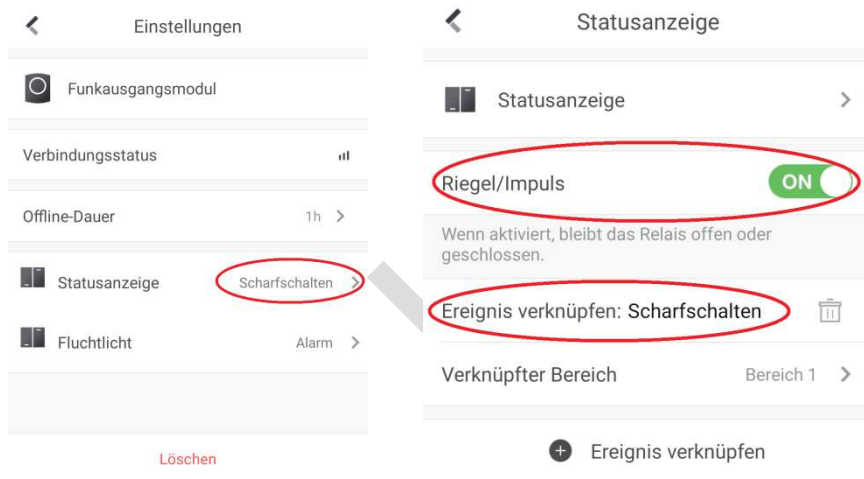 Einstellungen
Funkausgangsmodul
Verbindungsstatus
Offline-Dauer 1h
Statusanzeige Scharfschalten
Fluchtlicht Alarm
Löschen
Statusanzeige
Statusanzeige
Riegel/Impuls ON
Wenn aktiviert, bleibt das Relais offen oder
geschlossen.
Ereignis verknüpfen: Scharfschalten
Verknüpfter Bereich Bereich 1
Ereignis verknüpfen